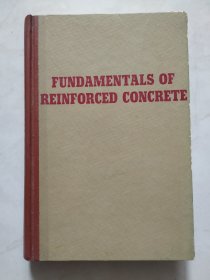 FUNDAMENTALS OF
REINFORCED CONCRETE